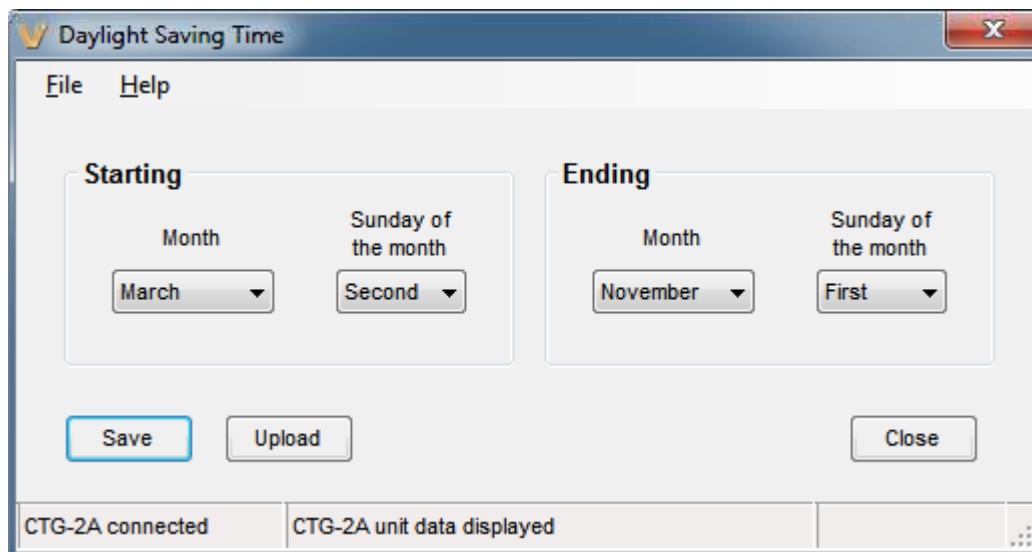 Daylight Saving Time
File Help
Starting
Month
Sunday of
the month
March
Second
Ending
Month
Sunday of
the month
November
First
Save
Upload
Close
CTG-2A connected
CTG-2A unit data displayed